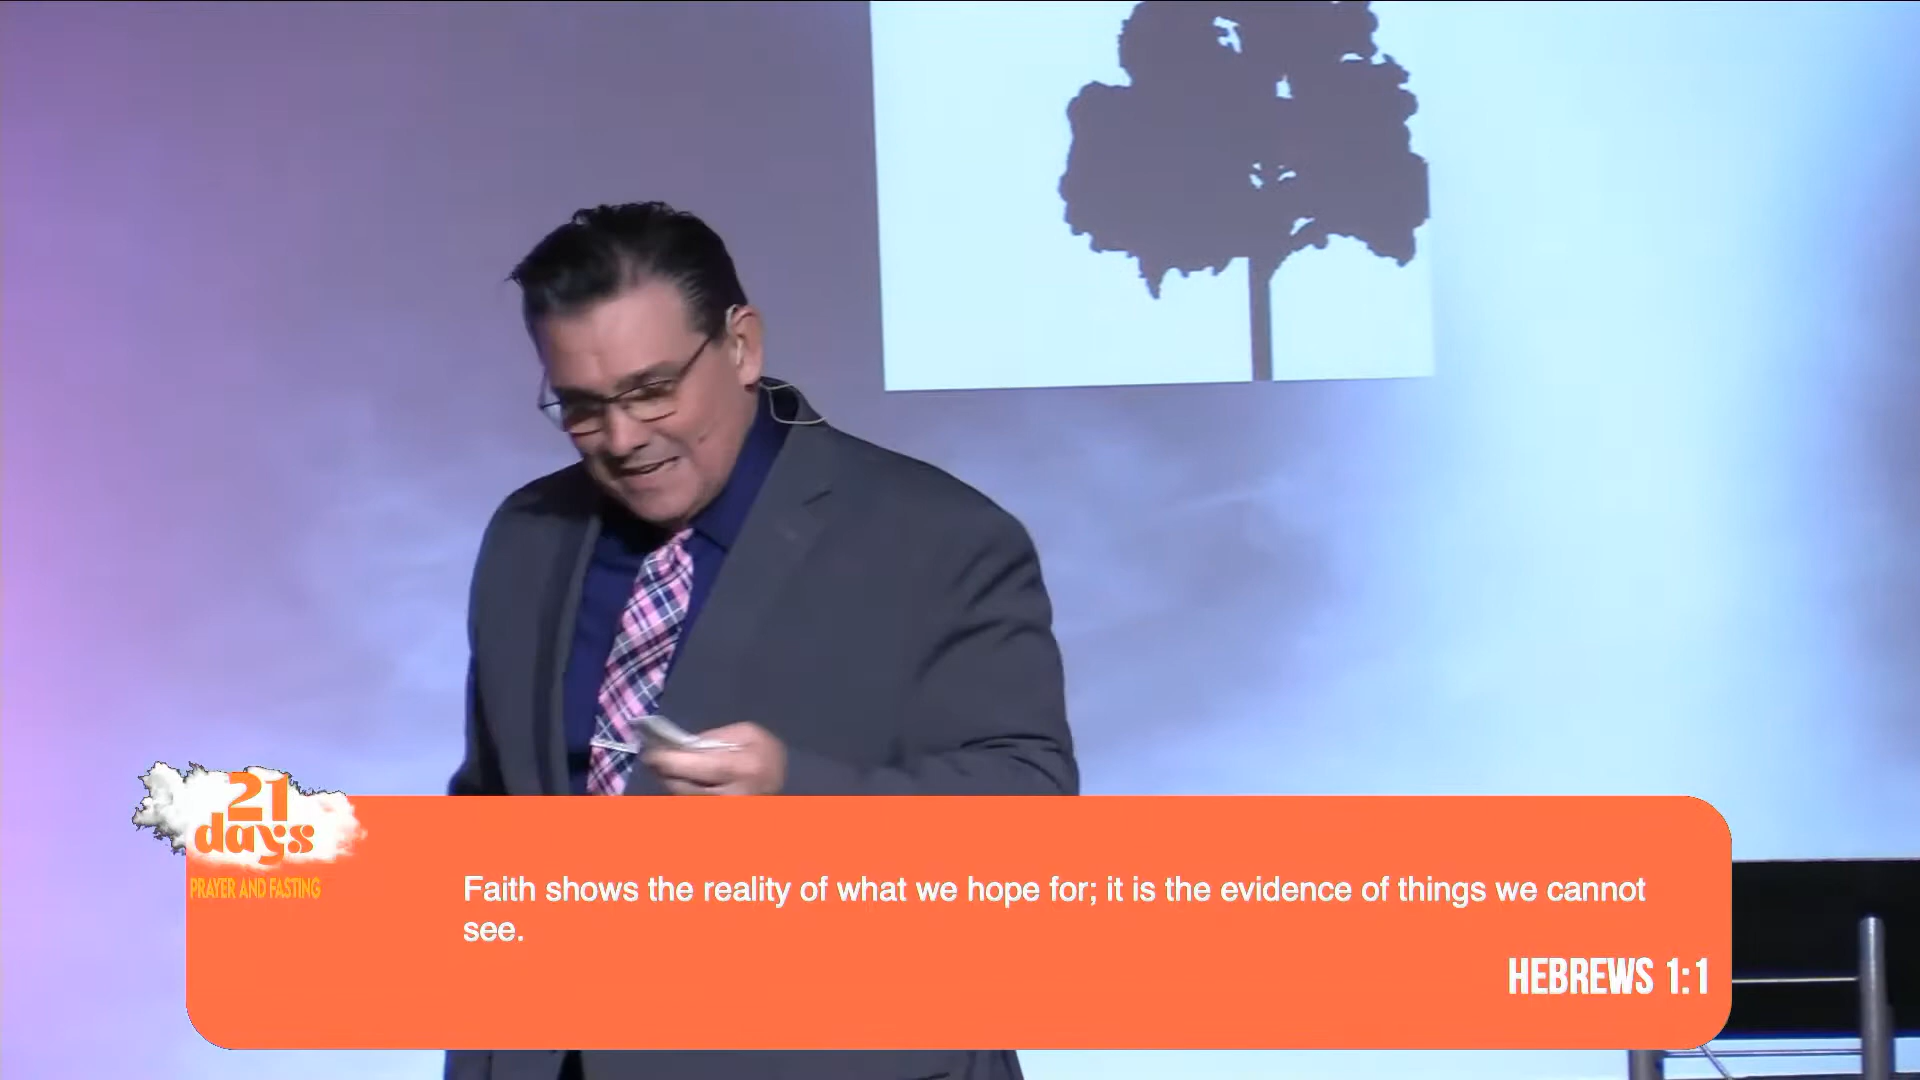 21
days
PRAYER AND FASTING
Faith shows the reality of what we hope for; it is the evidence of things we cannot
see.
HEBREWS 1:1